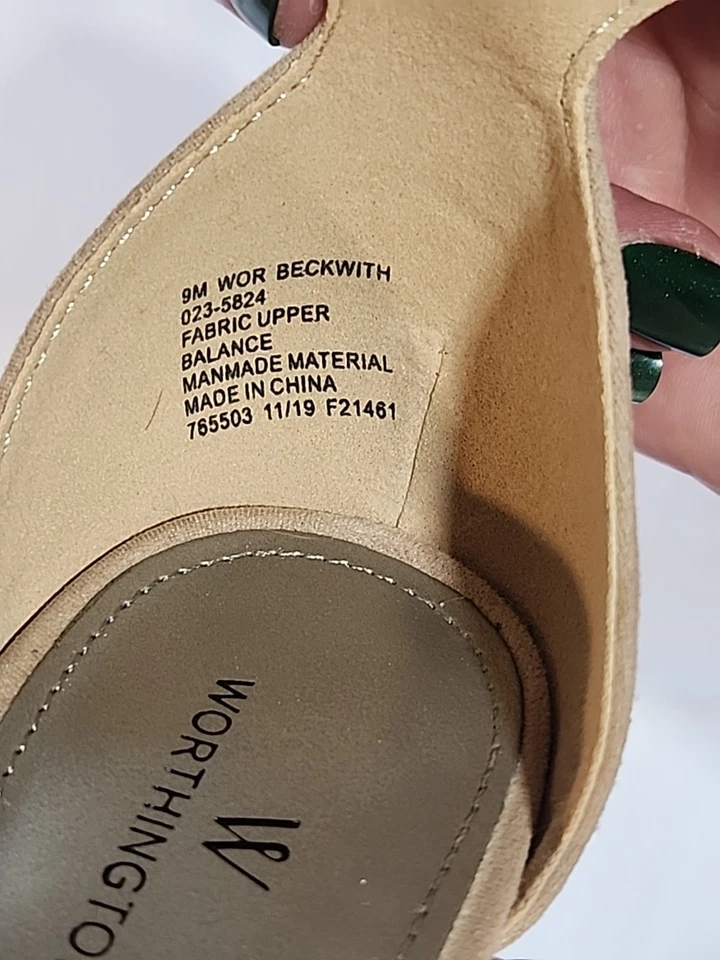 9M WOR BECKWITH
023-5824
FABRIC UPPER
BALANCE
MANMADE MATERIAL
MADE IN CHINA
765503 11/19 F21461
W
WORTHINGTO